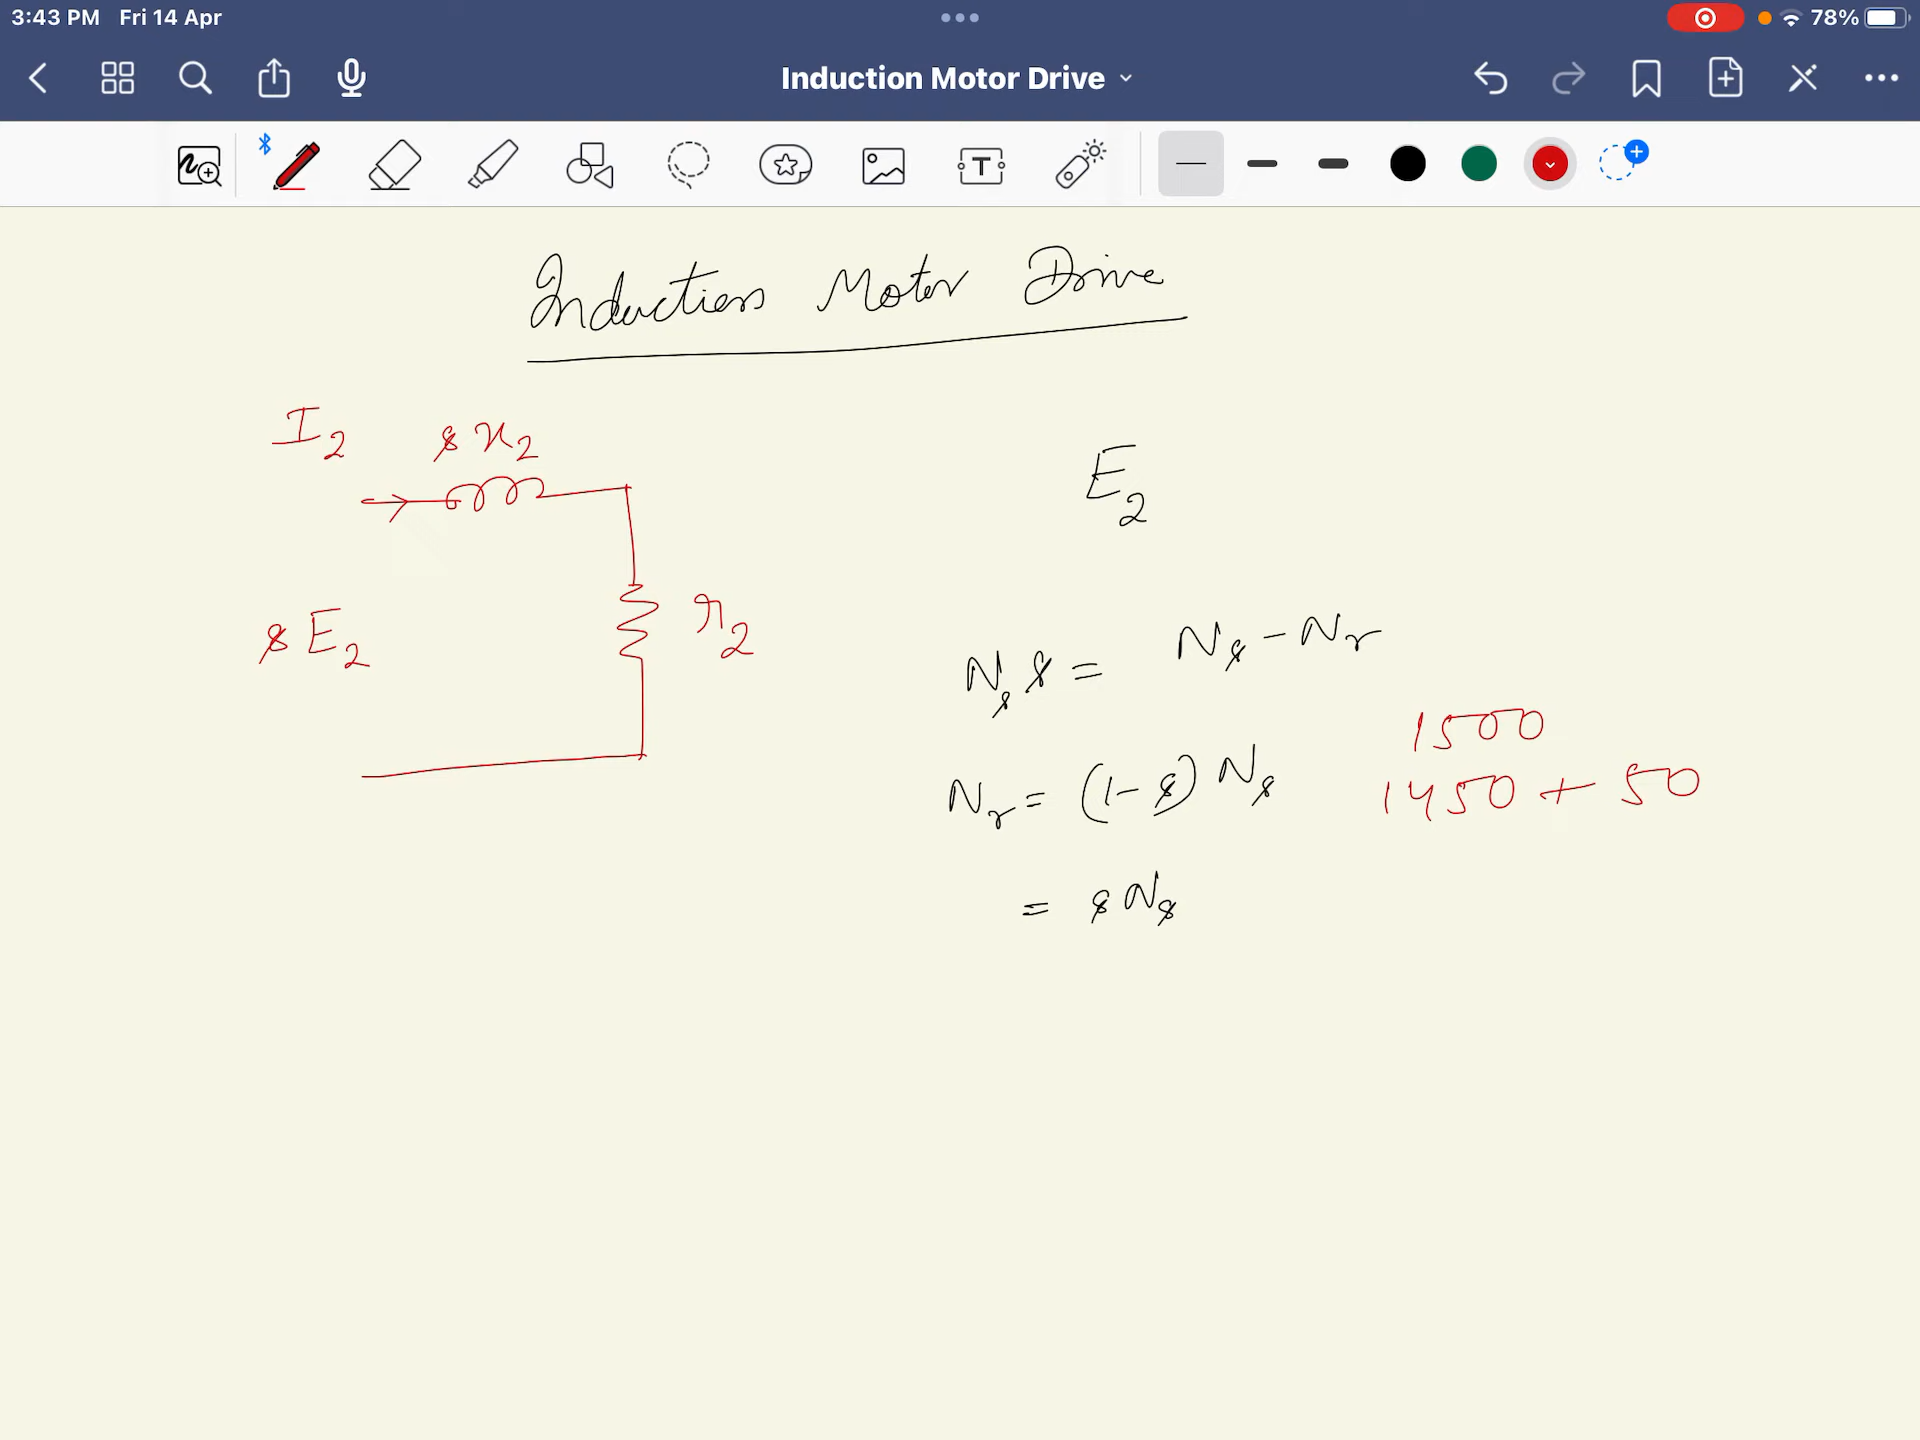 3:43 PM Fri 14 Apr
78%
Induction Motor Drive
T
Induction Motor Drive
I₂
sx₂
E₂
sE₂
r₂
Nₛs = Nₛ - Nᵣ
1500
Nᵣ = (1-s) Nₛ
1450 + 50
= sNₛ